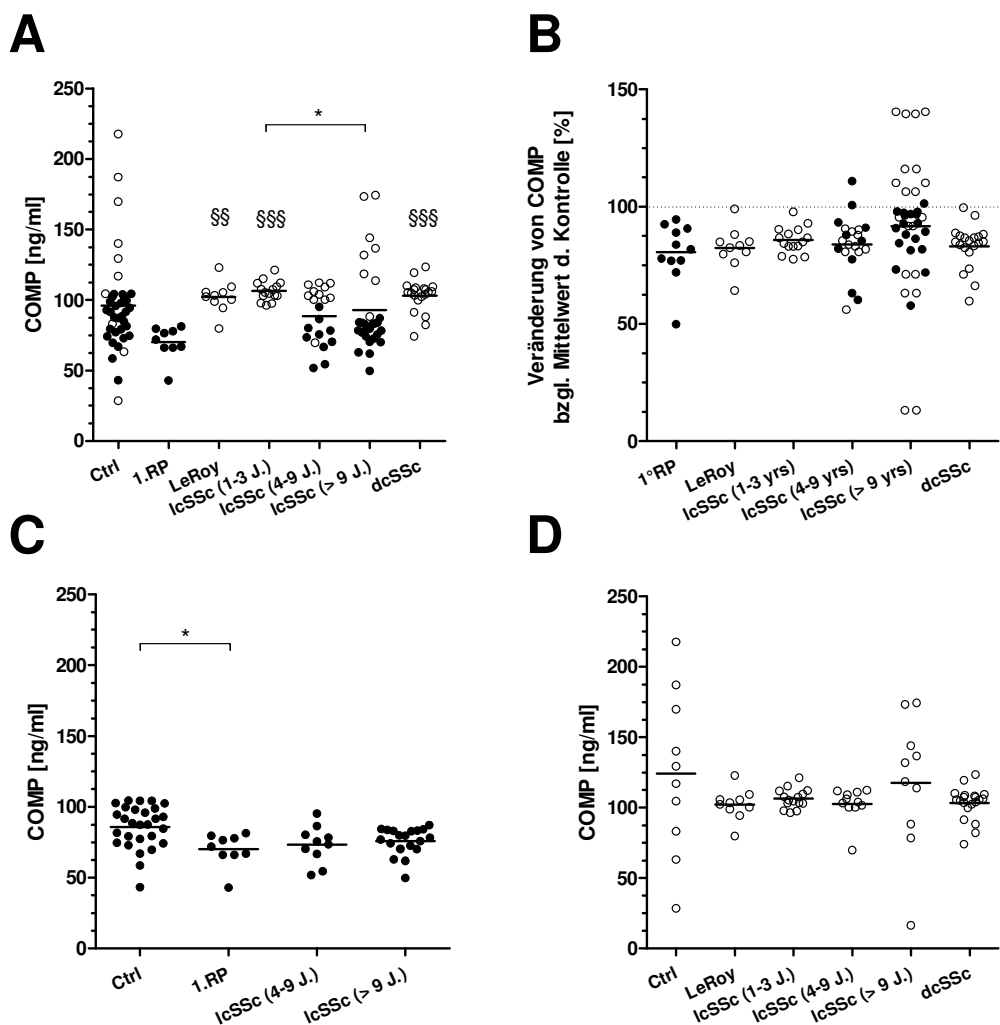 A
250
200
150
100
50
0
COMP [ng/ml]
*
§§
§§§
§§§
Ctrl
1.RP
LeRoy
lcSSc (1-3 J.)
lcSSc (4-9 J.)
lcSSc (> 9 J.)
dcSSc
B
150
100
50
0
Veränderung von COMP
bzgl. Mittelwert d. Kontrolle [%]
1°RP
LeRoy
lcSSc (1-3 yrs)
lcSSc (4-9 yrs)
lcSSc (> 9 yrs)
dcSSc
C
250
200
150
100
50
0
COMP [ng/ml]
*
Ctrl
1.RP
lcSSc (4-9 J.)
lcSSc (> 9 J.)
D
250
200
150
100
50
0
COMP [ng/ml]
Ctrl
LeRoy
lcSSc (1-3 J.)
lcSSc (4-9 J.)
lcSSc (> 9 J.)
dcSSc